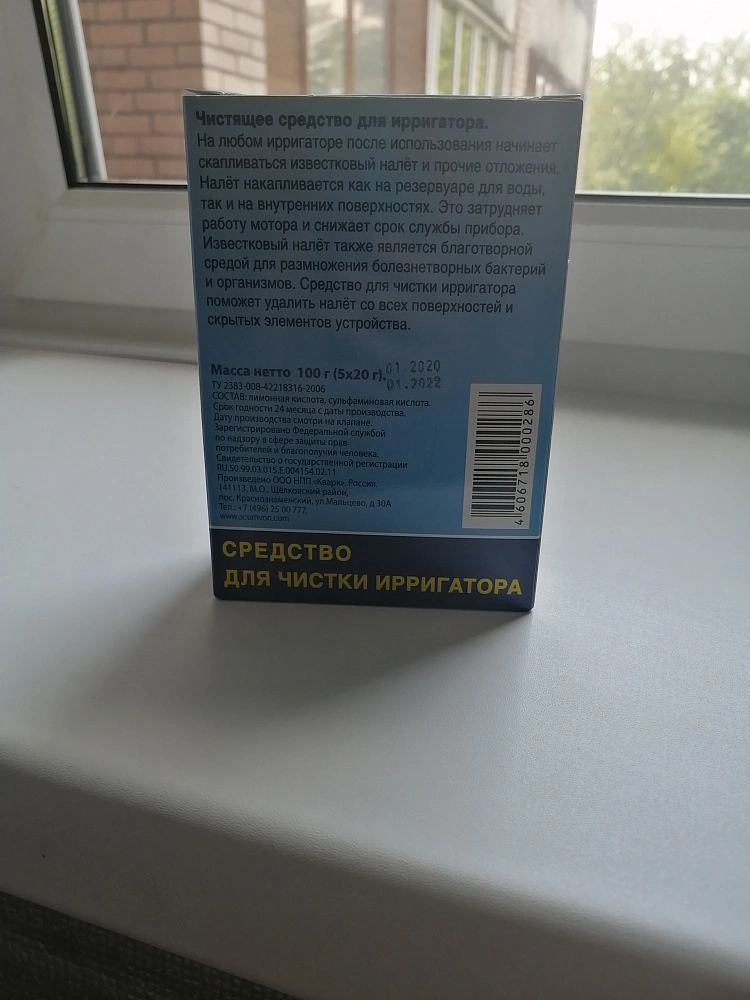 Чистящее средство для ирригатора.
На любом ирригаторе после использования начинает
скапливаться известковый налёт и прочие отложения.
Налёт накапливается как на резервуаре для воды,
так и на внутренних поверхностях. Это затрудняет
работу мотора и снижает срок службы прибора.
Известковый налёт также является благотворной
средой для размножения болезнетворных бактерий
и организмов. Средство для чистки ирригатора
поможет удалить налёт со всех поверхностей и
скрытых элементов устройства.
Масса нетто 100 г (5х20 г).
01 2020
01.2022
ТУ 2383-008-42218316-2006
СОСТАВ: лимонная кислота, сульфаминовая кислота.
Срок годности 24 месяца с даты производства.
Дату производства смотри на клапане.
Зарегистрировано Федеральной службой
по надзору в сфере защиты прав
потребителей и благополучия человека.
Свидетельство о государственной регистрации
RU.50.99.03.015.E.004154.02.11
Произведено ООО НПП «Кварк», Россия.
141113, М.О., Щёлковский район,
пос. Краснознаменский, ул.Мальцево, д 30А
Тел.: +7 (496) 25 00 777,
www.scumvon.com
4 606718 000286
СРЕДСТВО
ДЛЯ ЧИСТКИ ИРРИГАТОРА